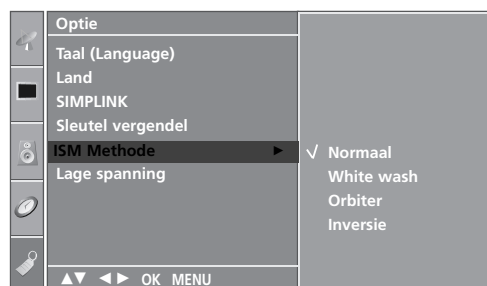 Optie
Taal (Language)
Land
SIMPLINK
Sleutel vergendel
ISM Methode ►
Lage spanning
√ Normaal
White wash
Orbiter
Inversie
▲▼ ◄► OK MENU